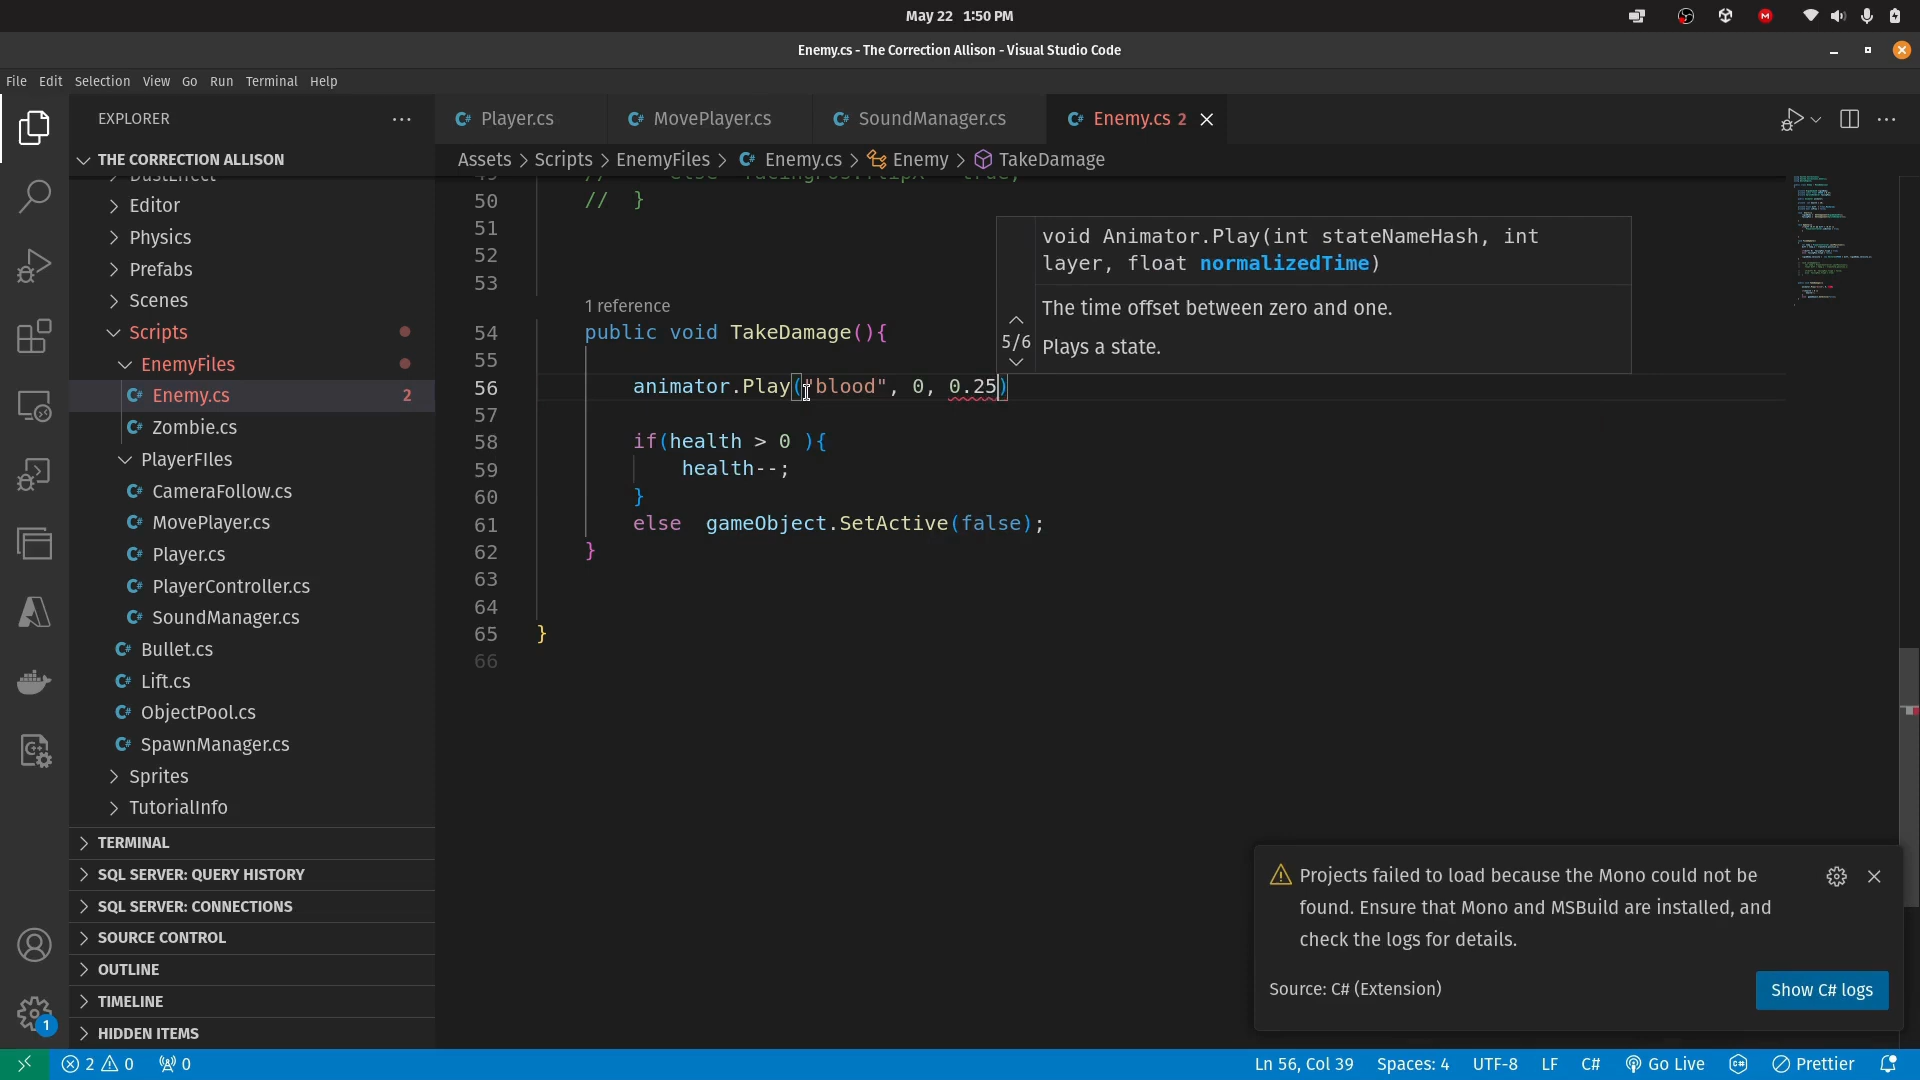 May 22 1:50 PM
Enemy.cs - The Correction Allison - Visual Studio Code
File Edit Selection View Go Run Terminal Help
EXPLORER
Player.cs
MovePlayer.cs
SoundManager.cs
Enemy.cs 2
THE CORRECTION ALLISON
Assets > Scripts > EnemyFiles > Enemy.cs > Enemy > TakeDamage
DustEffect
Editor
Physics
Prefabs
Scenes
Scripts
EnemyFiles
Enemy.cs 2
Zombie.cs
PlayerFIles
CameraFollow.cs
MovePlayer.cs
Player.cs
PlayerController.cs
SoundManager.cs
Bullet.cs
Lift.cs
ObjectPool.cs
SpawnManager.cs
Sprites
TutorialInfo
TERMINAL
SQL SERVER: QUERY HISTORY
SQL SERVER: CONNECTIONS
SOURCE CONTROL
OUTLINE
TIMELINE
HIDDEN ITEMS
1
50 // }
51
52
53
1 reference
54 public void TakeDamage(){
55
56 animator.Play("blood", 0, 0.25)
57
58 if(health > 0 ){
59 health--;
60 }
61 else gameObject.SetActive(false);
62 }
63
64
65 }
66
void Animator.Play(int stateNameHash, int
layer, float normalizedTime)
The time offset between zero and one.
5/6 Plays a state.
Projects failed to load because the Mono could not be
found. Ensure that Mono and MSBuild are installed, and
check the logs for details.
Source: C# (Extension)
Show C# logs
2 0 0 Ln 56, Col 39 Spaces: 4 UTF-8 LF C# Go Live Prettier